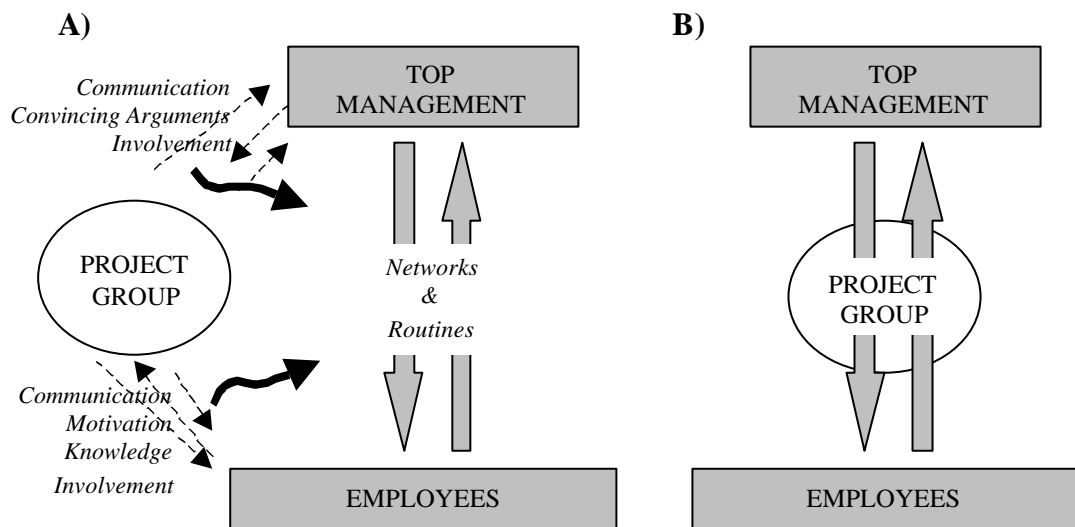 A)
TOP
MANAGEMENT
Communication
Convincing Arguments
Involvement
PROJECT
GROUP
Networks
&
Routines
Communication
Motivation
Knowledge
Involvement
EMPLOYEES
B)
TOP
MANAGEMENT
PROJECT
GROUP
EMPLOYEES